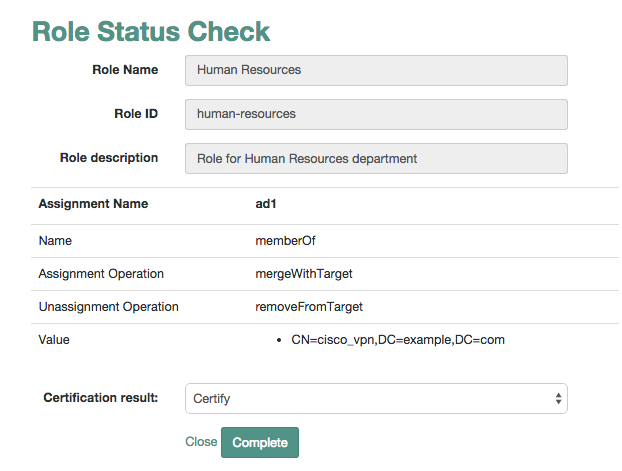 Role Status Check
Role Name Human Resources
Role ID human-resources
Role description Role for Human Resources department
Assignment Name ad1
Name memberOf
Assignment Operation mergeWithTarget
Unassignment Operation removeFromTarget
Value • CN=cisco_vpn,DC=example,DC=com
Certification result: Certify
Close Complete